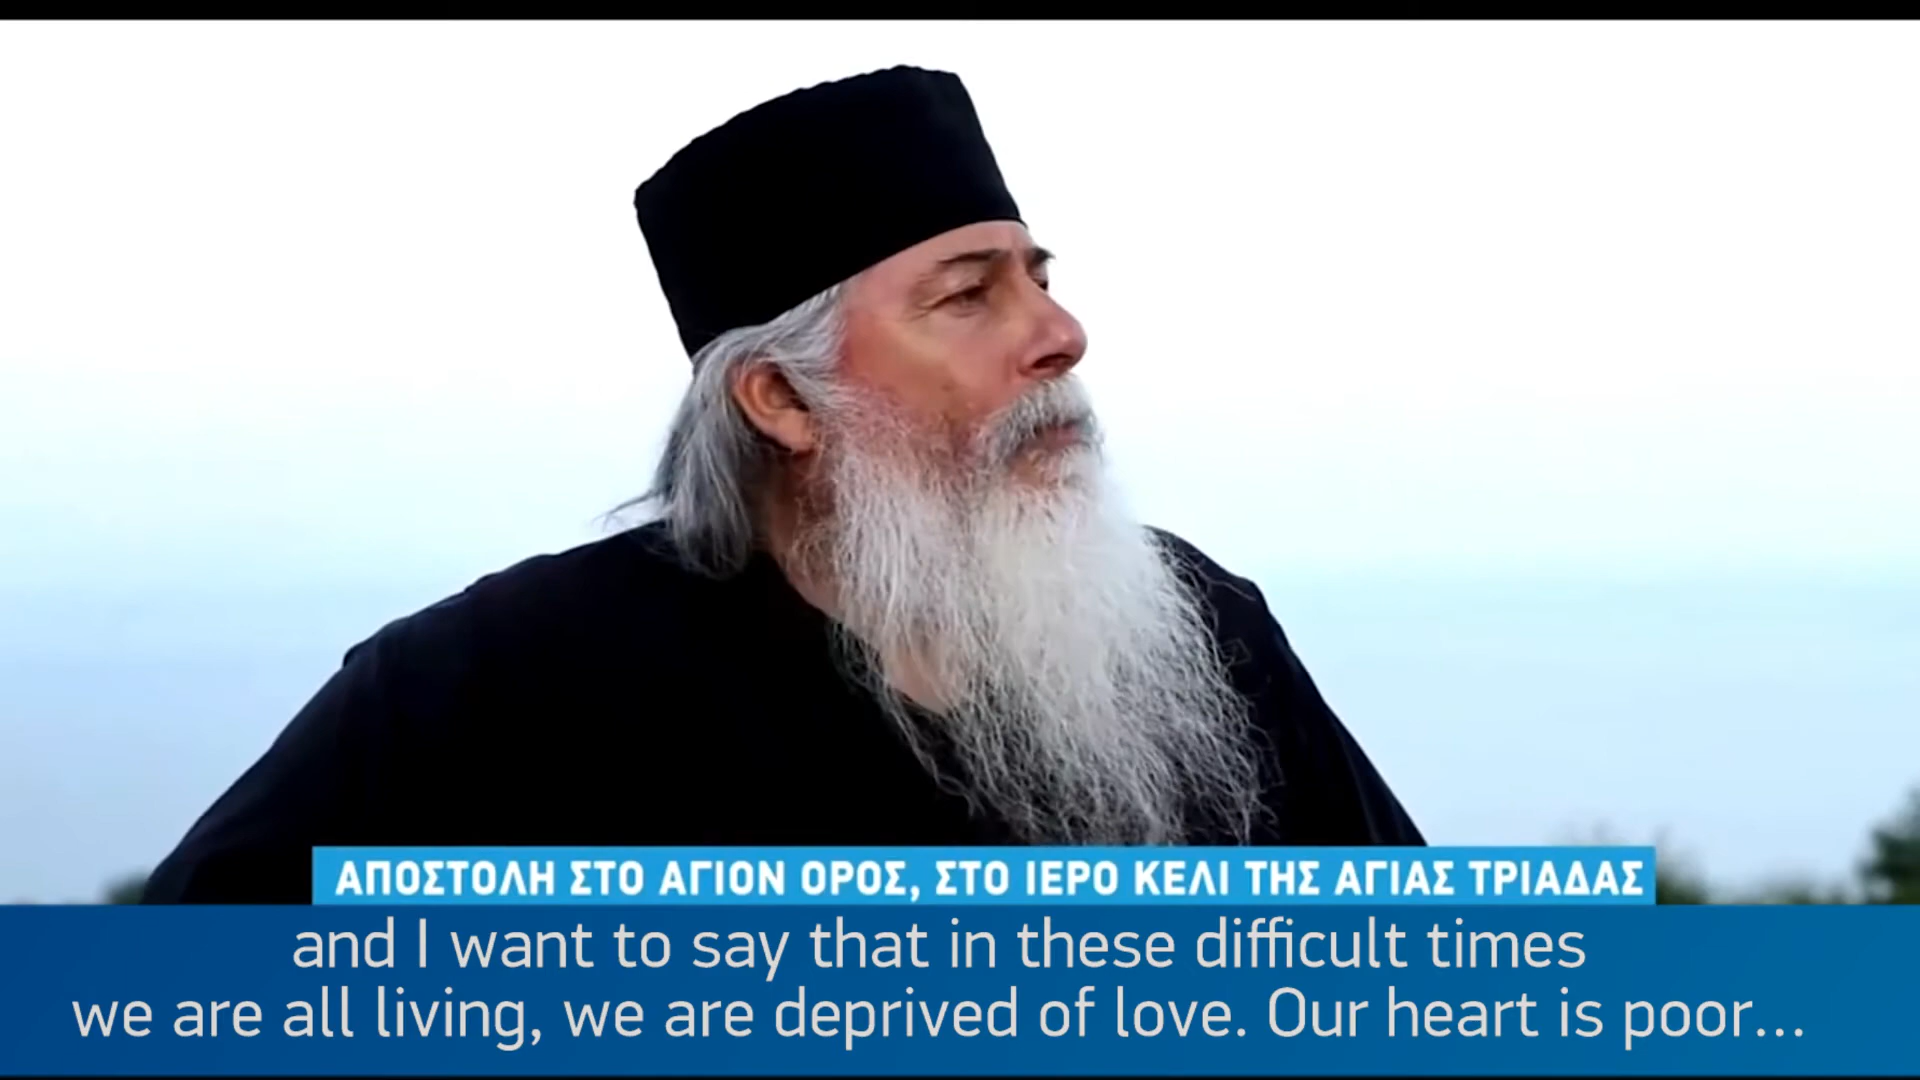 ΑΠΟΣΤΟΛΗ ΣΤΟ ΑΓΙΟΝ ΟΡΟΣ, ΣΤΟ ΙΕΡΟ ΚΕΛΙ ΤΗΣ ΑΓΙΑΣ ΤΡΙΑΔΑΣ
and I want to say that in these difficult times
we are all living, we are deprived of love. Our heart is poor...